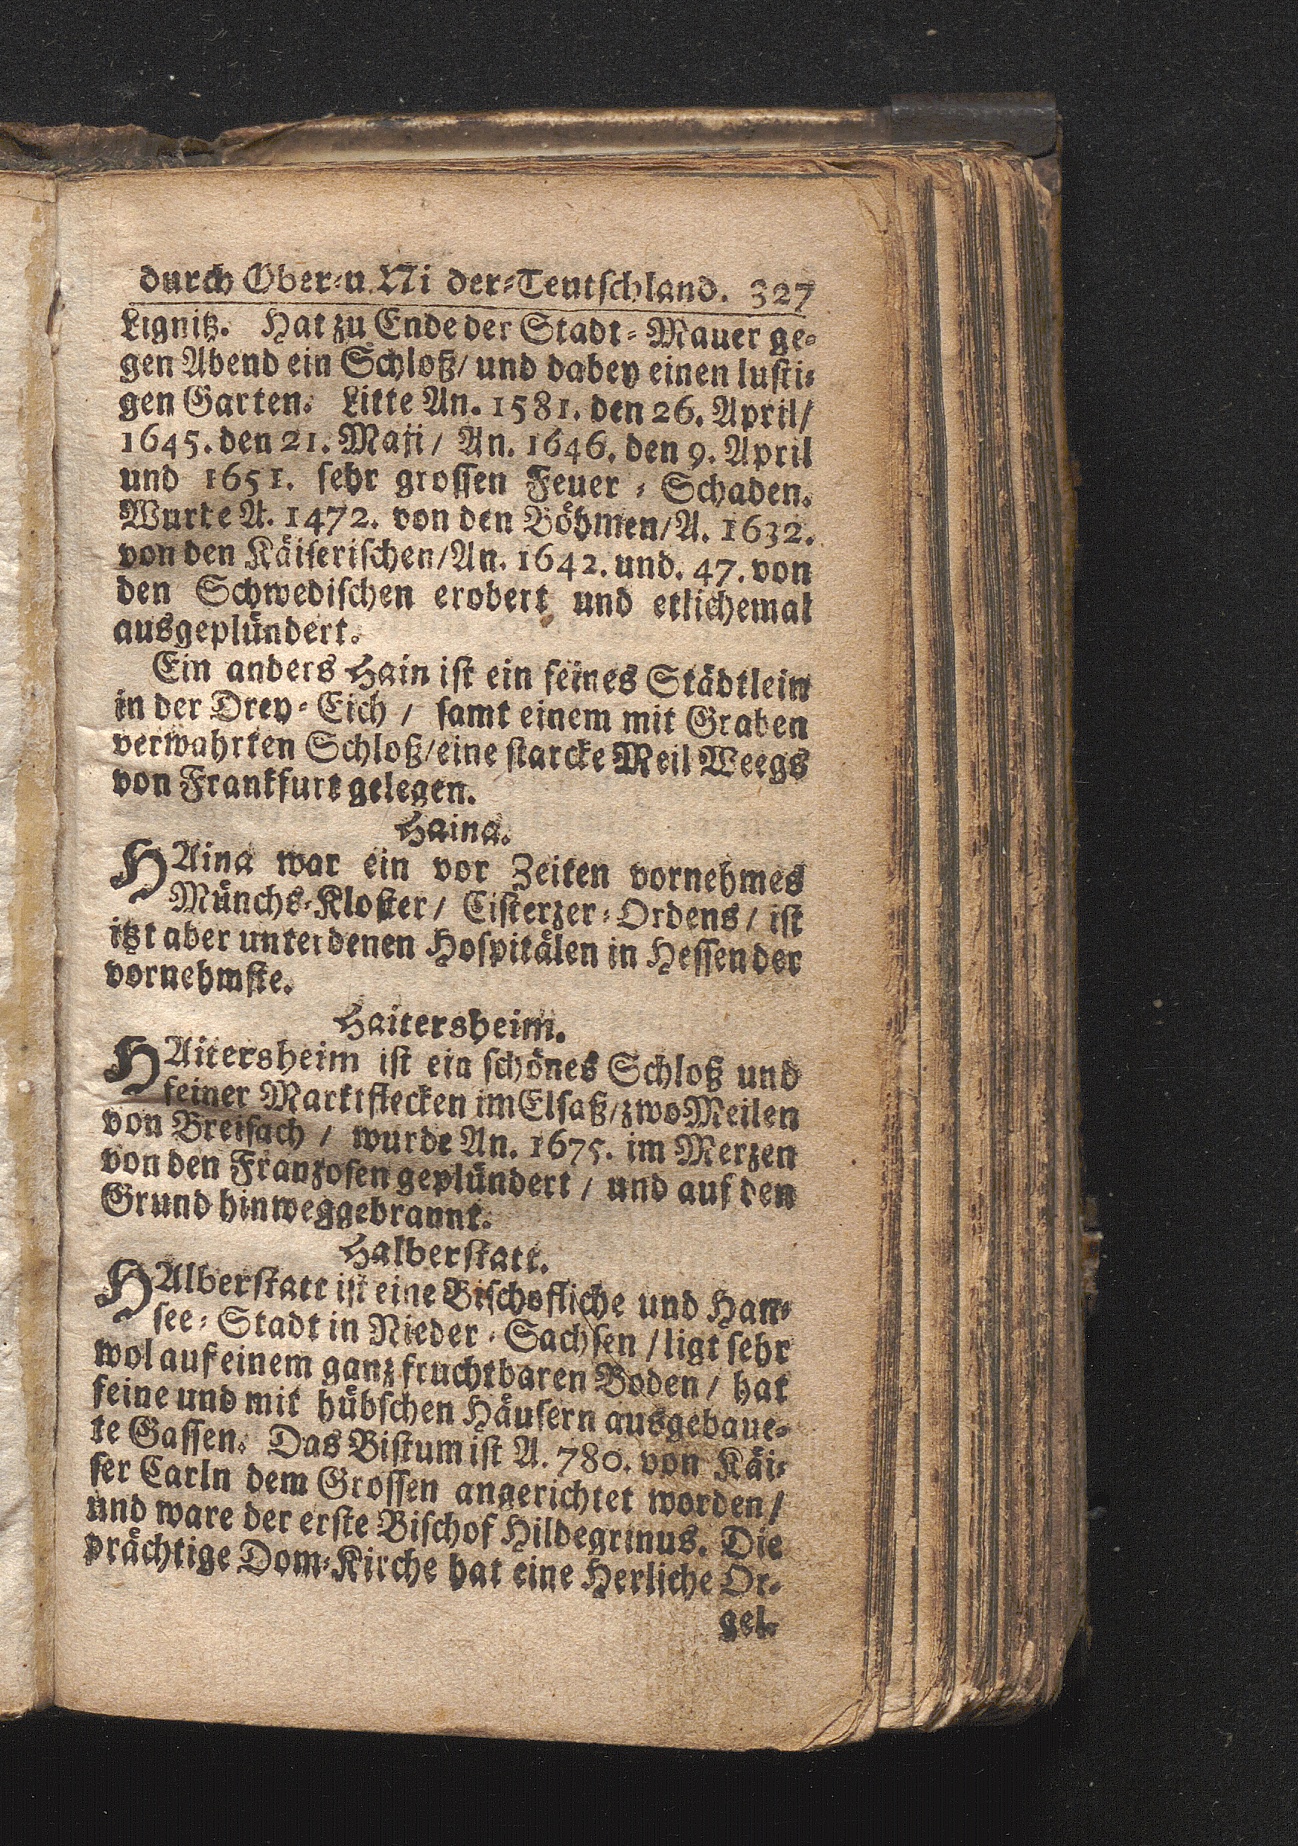 durch Ober-u. Ni der-Teutschland. 327
Lignitz. Hat zu Ende der Stadt-Mauer ge-
gen Abend ein Schloß/ und dabey einen lusti-
gen Garten. Litte An. 1581. den 26. April/
1645. den 21. Maji/ An. 1646. den 9. April
und 1651. sehr grossen Feuer-Schaden.
Wurte A. 1472. von den Böhmen/ A. 1632.
von den Käiserischen/ An. 1642. und. 47. von
den Schwedischen erobert und etlichemal
ausgeplündert.
Ein anders Hain ist ein feines Städtlein
in der Drey-Eich / samt einem mit Graben
verwahrten Schloß/ eine starcke Meil Weegs
von Frankfurt gelegen.
Haina.
HAina war ein vor Zeiten vornehmes
Münchs-Kloster/ Cisterzer-Ordens/ ist
itzt aber unter denen Hospitälen in Hessen der
vornehmste.
Haitersheim.
HAitersheim ist ein schönes Schloß und
feiner Marktflecken im Elsaß/ zwo Meilen
von Breisach / wurde An. 1675. im Merzen
von den Franzosen geplündert / und auf den
Grund hinweggebrannt.
Halberstatt.
HAlberstatt ist eine Bischofliche und Han-
see-Stadt in Nieder-Sachsen / ligt sehr
wol auf einem ganz fruchtbaren Boden / hat
feine und mit hübschen Häusern ausgebaue-
te Gassen. Das Bistum ist A. 780. von Käi-
ser Carln dem Grossen angerichtet worden/
und ware der erste Bischof Hildegrinus. Die
prächtige Dom-Kirche hat eine Herliche Or-
gel.